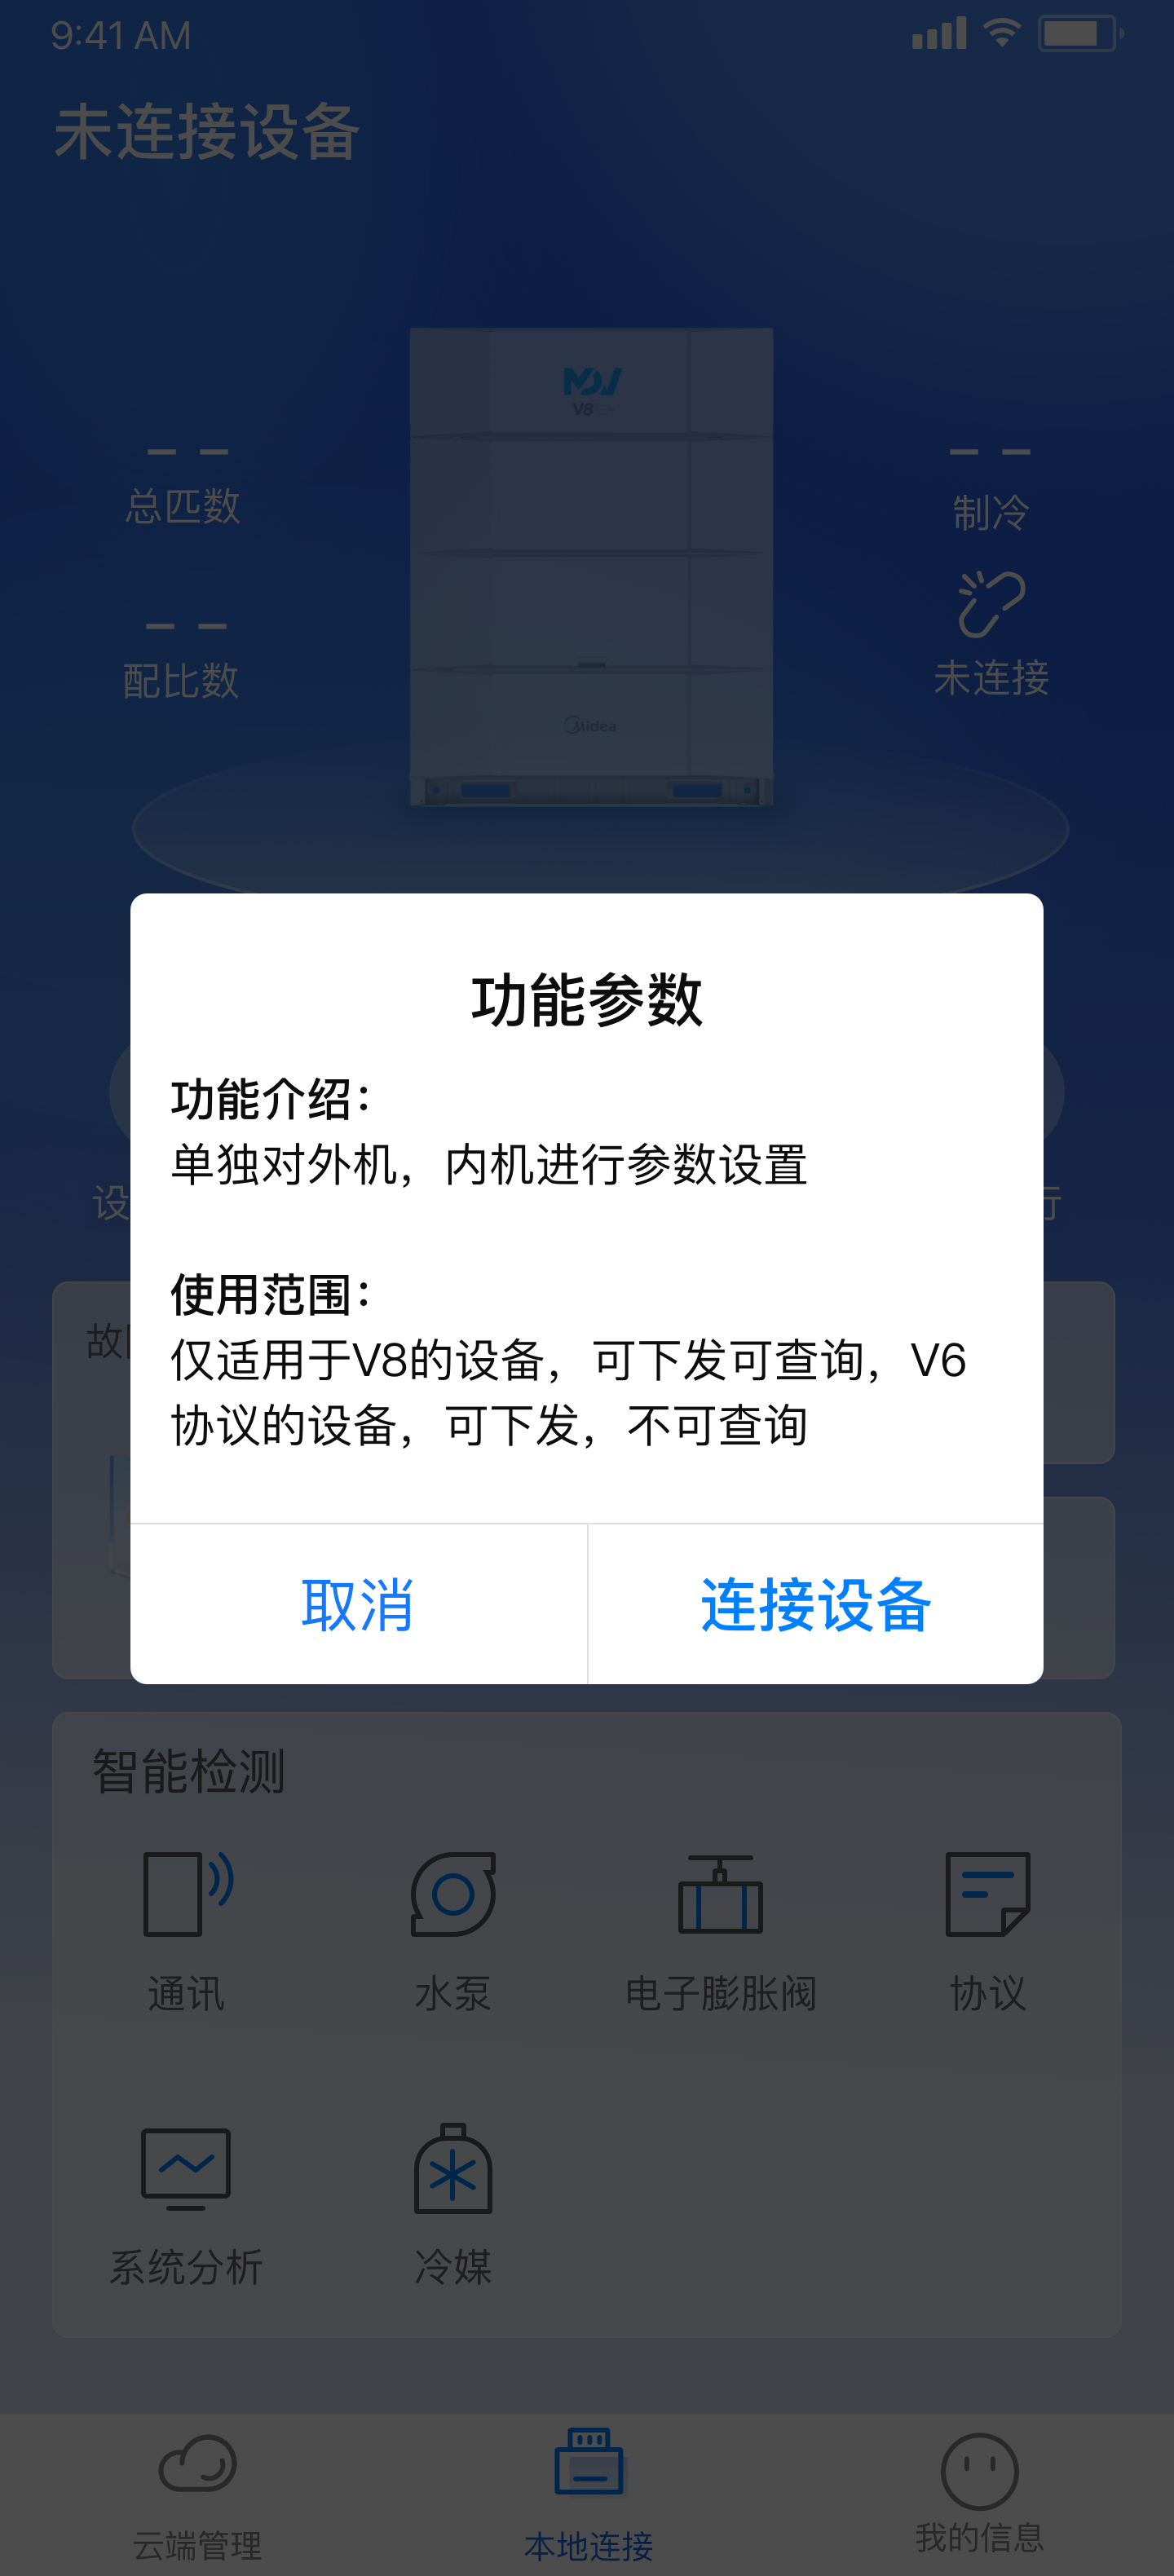 9:41 AM
未连接设备
MDV
V8
总匹数
制冷
配比数
未连接
Midea
功能参数
功能介绍：
单独对外机，内机进行参数设置
设
行
使用范围：
故
仅适用于V8的设备，可下发可查询，V6
协议的设备，可下发，不可查询
取消
连接设备
智能检测
通讯
水泵
电子膨胀阀
协议
系统分析
冷媒
云端管理
本地连接
我的信息